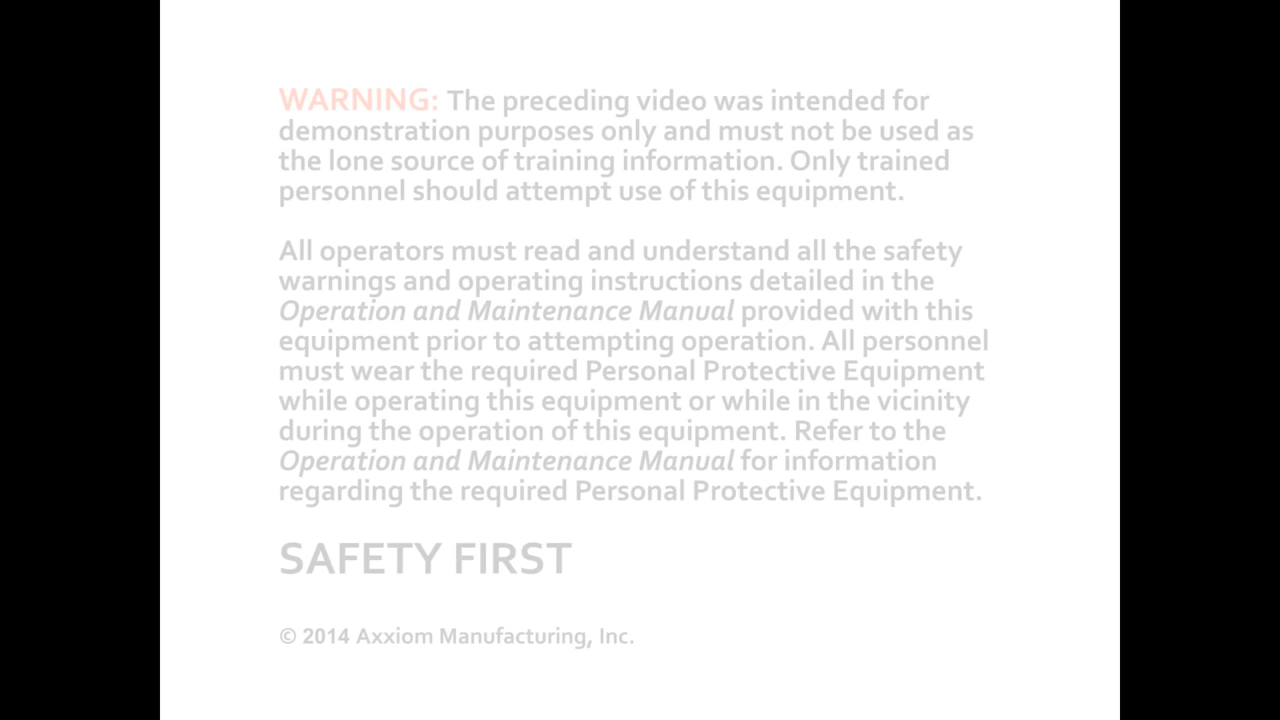 WARNING: The preceding video was intended for
demonstration purposes only and must not be used as
the lone source of training information. Only trained
personnel should attempt use of this equipment.
All operators must read and understand all the safety
warnings and operating instructions detailed in the
Operation and Maintenance Manual provided with this
equipment prior to attempting operation. All personnel
must wear the required Personal Protective Equipment
while operating this equipment or while in the vicinity
during the operation of this equipment. Refer to the
Operation and Maintenance Manual for information
regarding the required Personal Protective Equipment.
SAFETY FIRST
© 2014 Axxiom Manufacturing, Inc.